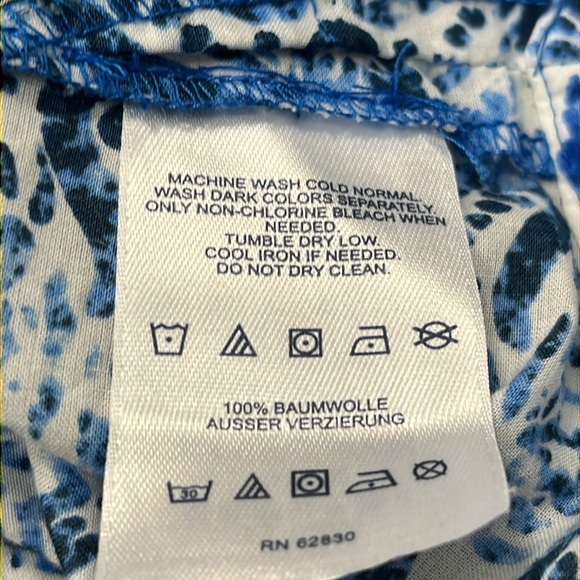 MACHINE WASH COLD NORMAL.
WASH DARK COLORS SEPARATELY.
ONLY NON-CHLORINE BLEACH WHEN
NEEDED.
TUMBLE DRY LOW.
COOL IRON IF NEEDED.
DO NOT DRY CLEAN.
100% BAUMWOLLE
AUSSER VERZIERUNG
30
RN 62830